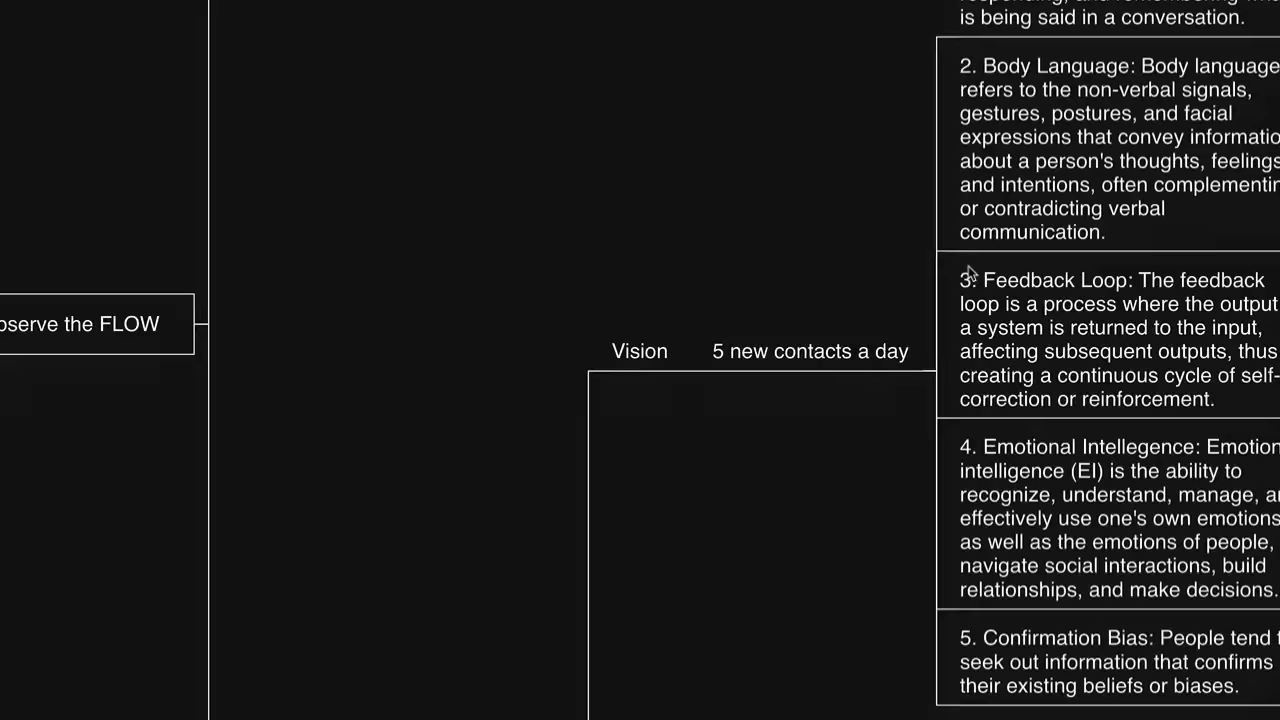 is being said in a conversation.
2. Body Language: Body language
refers to the non-verbal signals,
gestures, postures, and facial
expressions that convey informatio
about a person's thoughts, feelings
and intentions, often complementin
or contradicting verbal
communication.
3. Feedback Loop: The feedback
loop is a process where the output
a system is returned to the input,
affecting subsequent outputs, thus
creating a continuous cycle of self-
correction or reinforcement.
oserve the FLOW
Vision 5 new contacts a day
4. Emotional Intellegence: Emotion
intelligence (EI) is the ability to
recognize, understand, manage, an
effectively use one's own emotions
as well as the emotions of people,
navigate social interactions, build
relationships, and make decisions.
5. Confirmation Bias: People tend t
seek out information that confirms
their existing beliefs or biases.